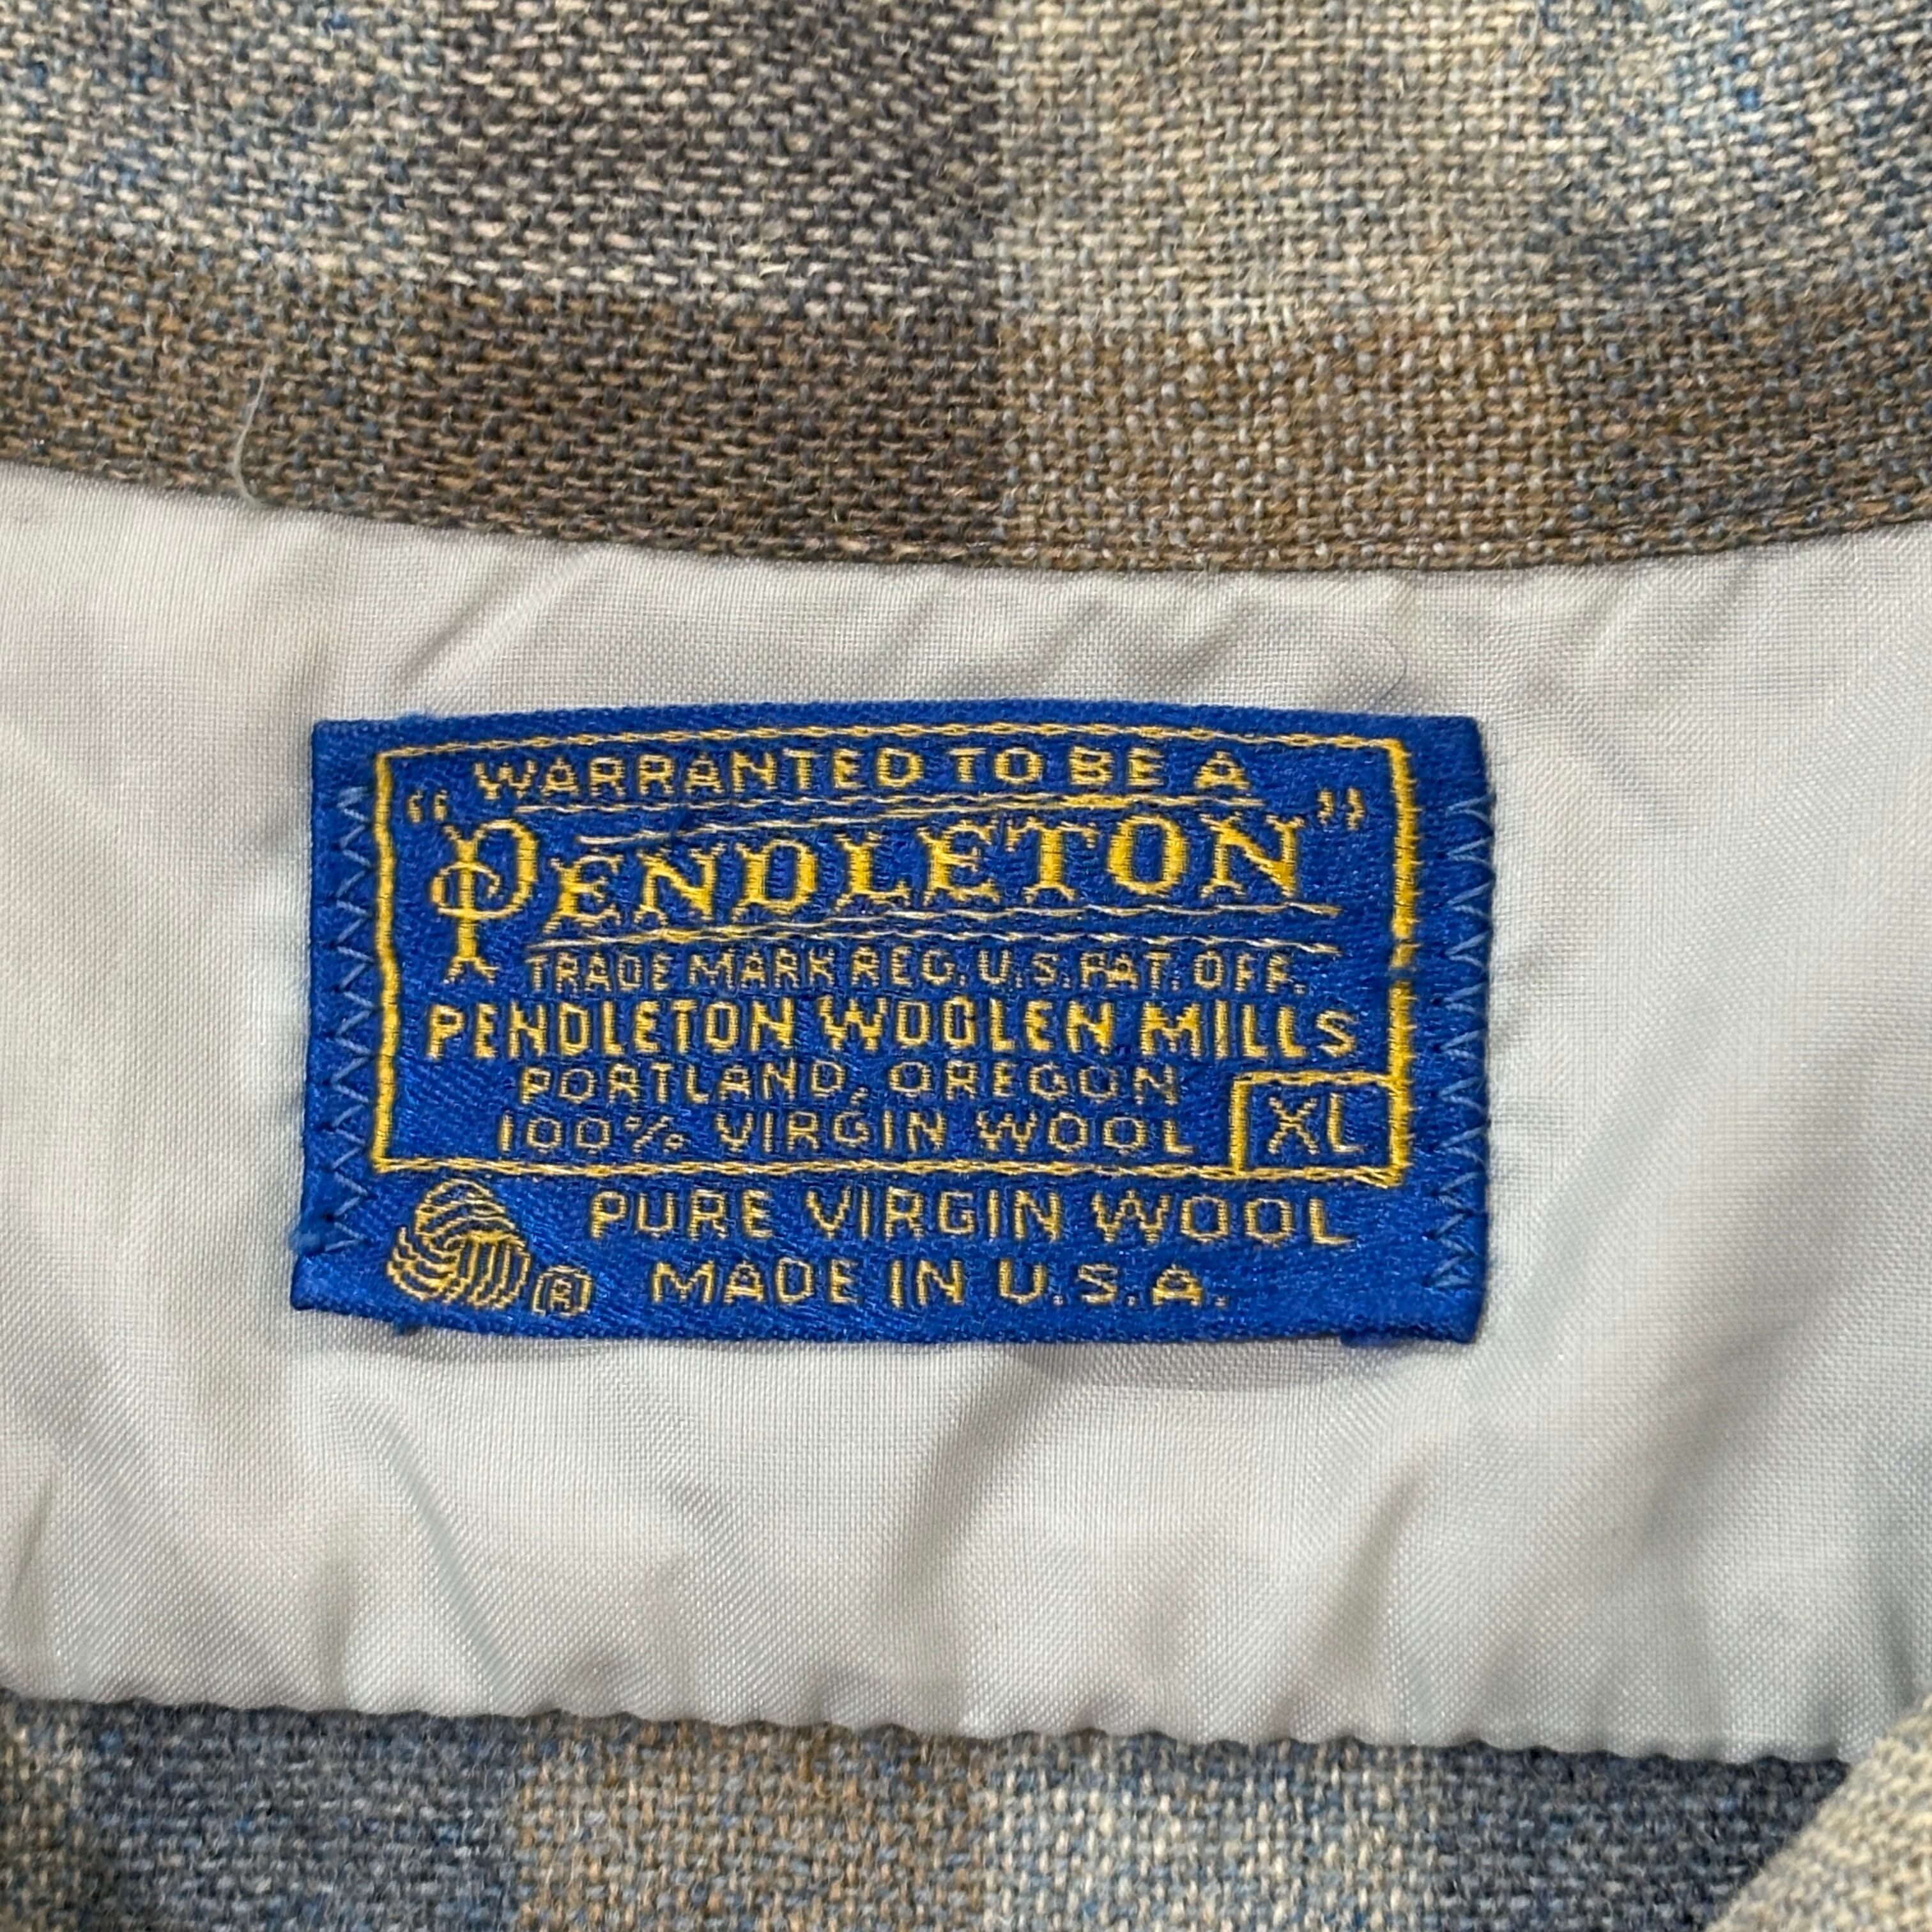 WARRANTED TO BE A
"PENDLETON"
TRADE MARK REG. U.S. PAT. OFF.
PENDLETON WOOLEN MILLS
PORTLAND, OREGON
100% VIRGIN WOOL XL
PURE VIRGIN WOOL
® MADE IN U.S.A.